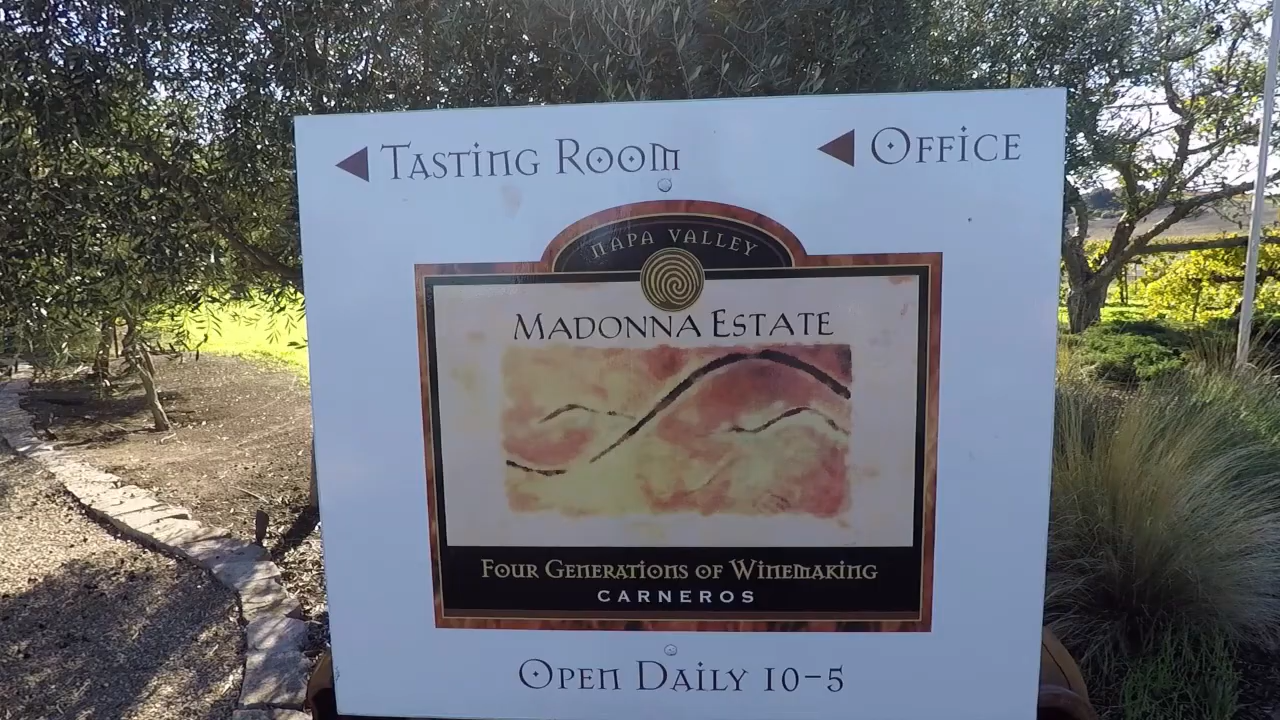 Tasting Room
Office
NAPA VALLEY
MADONNA ESTATE
Four Generations of Winemaking
CARNEROS
Open Daily 10-5